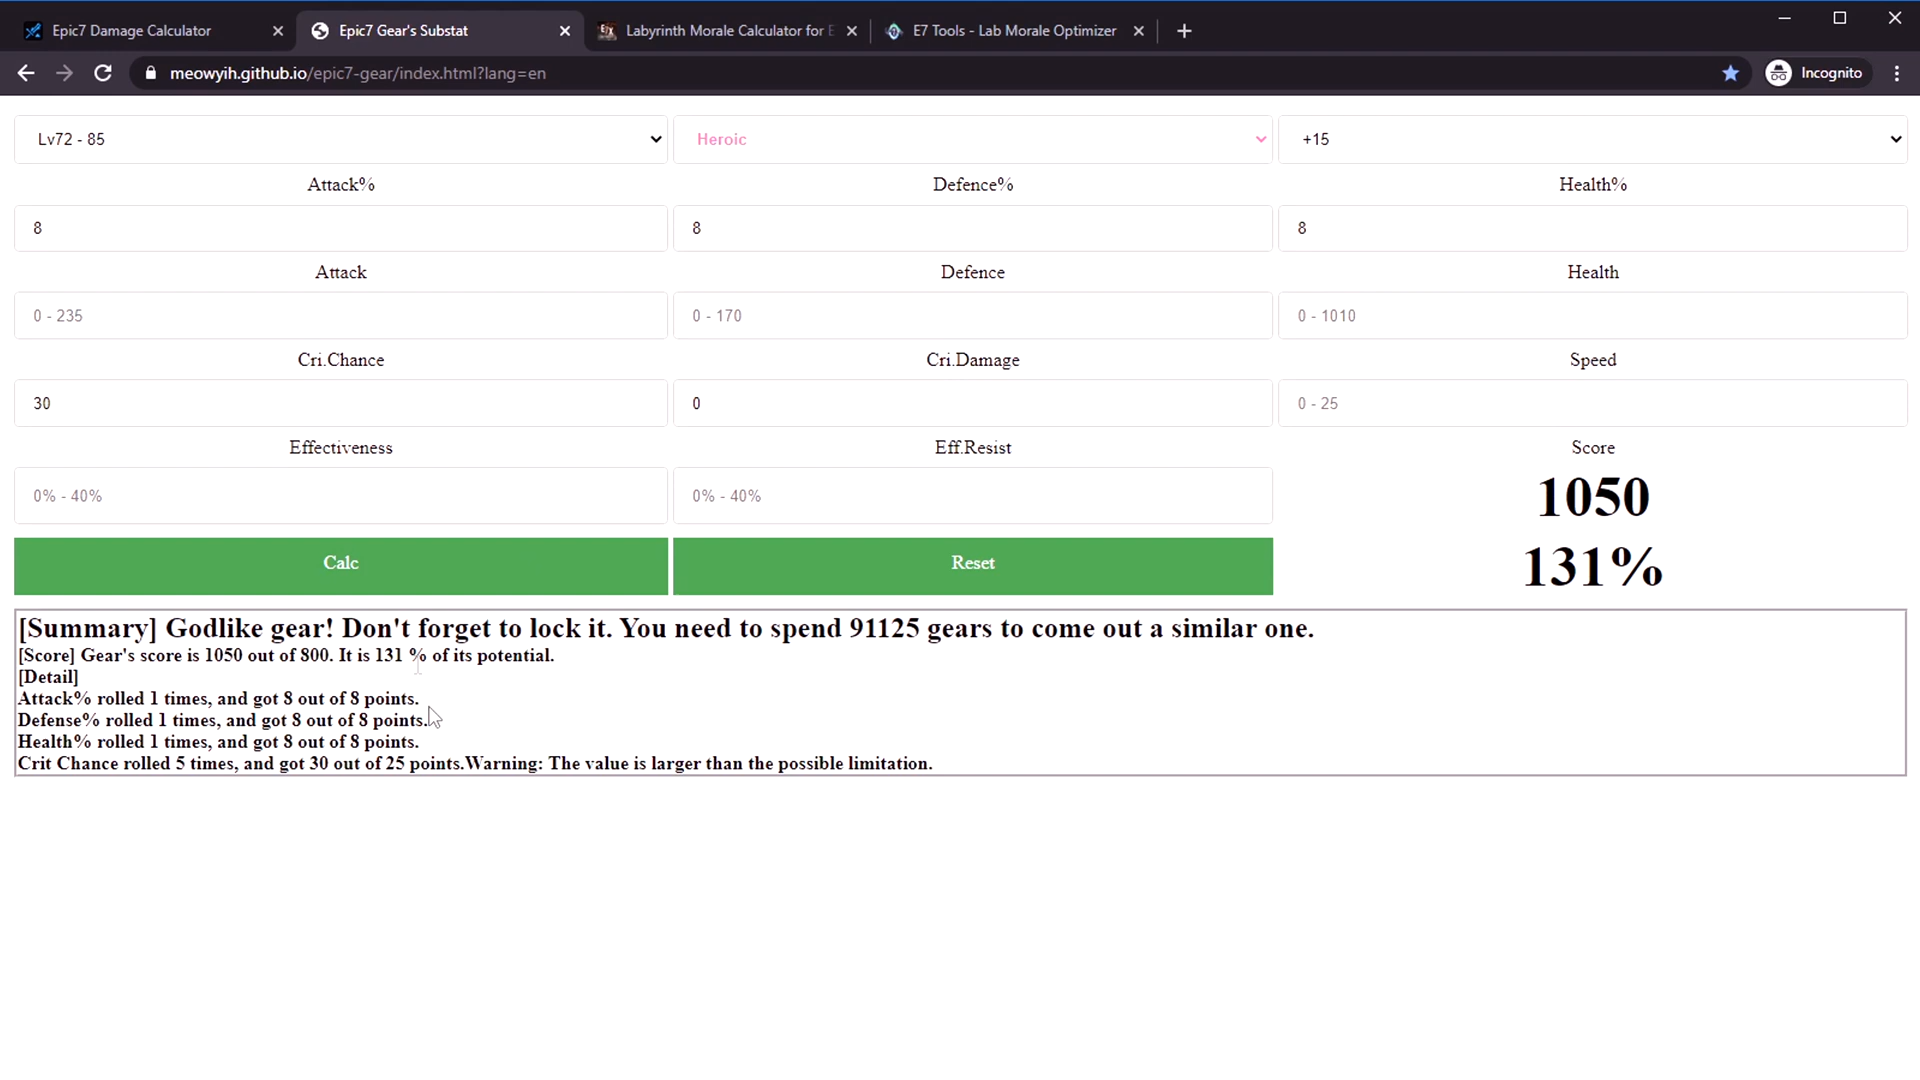 Epic7 Damage Calculator
Epic7 Gear's Substat
Labyrinth Morale Calculator for E
E7 Tools - Lab Morale Optimizer
meowyih.github.io/epic7-gear/index.html?lang=en
Incognito
Lv72 - 85
Heroic
+15
Attack%
Defence%
Health%
8
8
8
Attack
Defence
Health
0 - 235
0 - 170
0 - 1010
Cri.Chance
Cri.Damage
Speed
30
0
0 - 25
Effectiveness
Eff.Resist
Score
0% - 40%
0% - 40%
1050
Calc
Reset
131%
[Summary] Godlike gear! Don't forget to lock it. You need to spend 91125 gears to come out a similar one.
[Score] Gear's score is 1050 out of 800. It is 131 % of its potential.
[Detail]
Attack% rolled 1 times, and got 8 out of 8 points.
Defense% rolled 1 times, and got 8 out of 8 points.
Health% rolled 1 times, and got 8 out of 8 points.
Crit Chance rolled 5 times, and got 30 out of 25 points.Warning: The value is larger than the possible limitation.